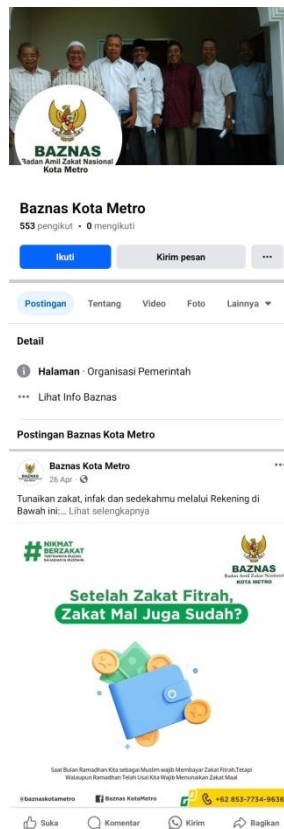 BAZNAS
Badan Amil Zakat Nasional
Kota Metro
Baznas Kota Metro
553 pengikut • 0 mengikuti
Ikuti
Kirim pesan
Postingan Tentang Video Foto Lainnya
Detail
Halaman · Organisasi Pemerintah
Lihat Info Baznas
Postingan Baznas Kota Metro
Baznas Kota Metro
26 Apr
Tunaikan zakat, infak dan sedekahmu melalui Rekening di
Bawah ini:... Lihat selengkapnya
# NIKMAT
BERZAKAT
BAZNAS
Badan Amil Zakat Nasional
KOTA METRO
Setelah Zakat Fitrah,
Zakat Mal Juga Sudah?
Saat Bulan Ramadhan Kita sebagai Muslim wajib Membayar Zakat Fitrah,Tetapi
Walaupun Ramadhan Telah Usai Kita Wajib Menunaikan Zakat Maal
@baznaskotametro
Baznas KotaMetro
+62 853-7734-9636
Suka Komentar Kirim Bagikan